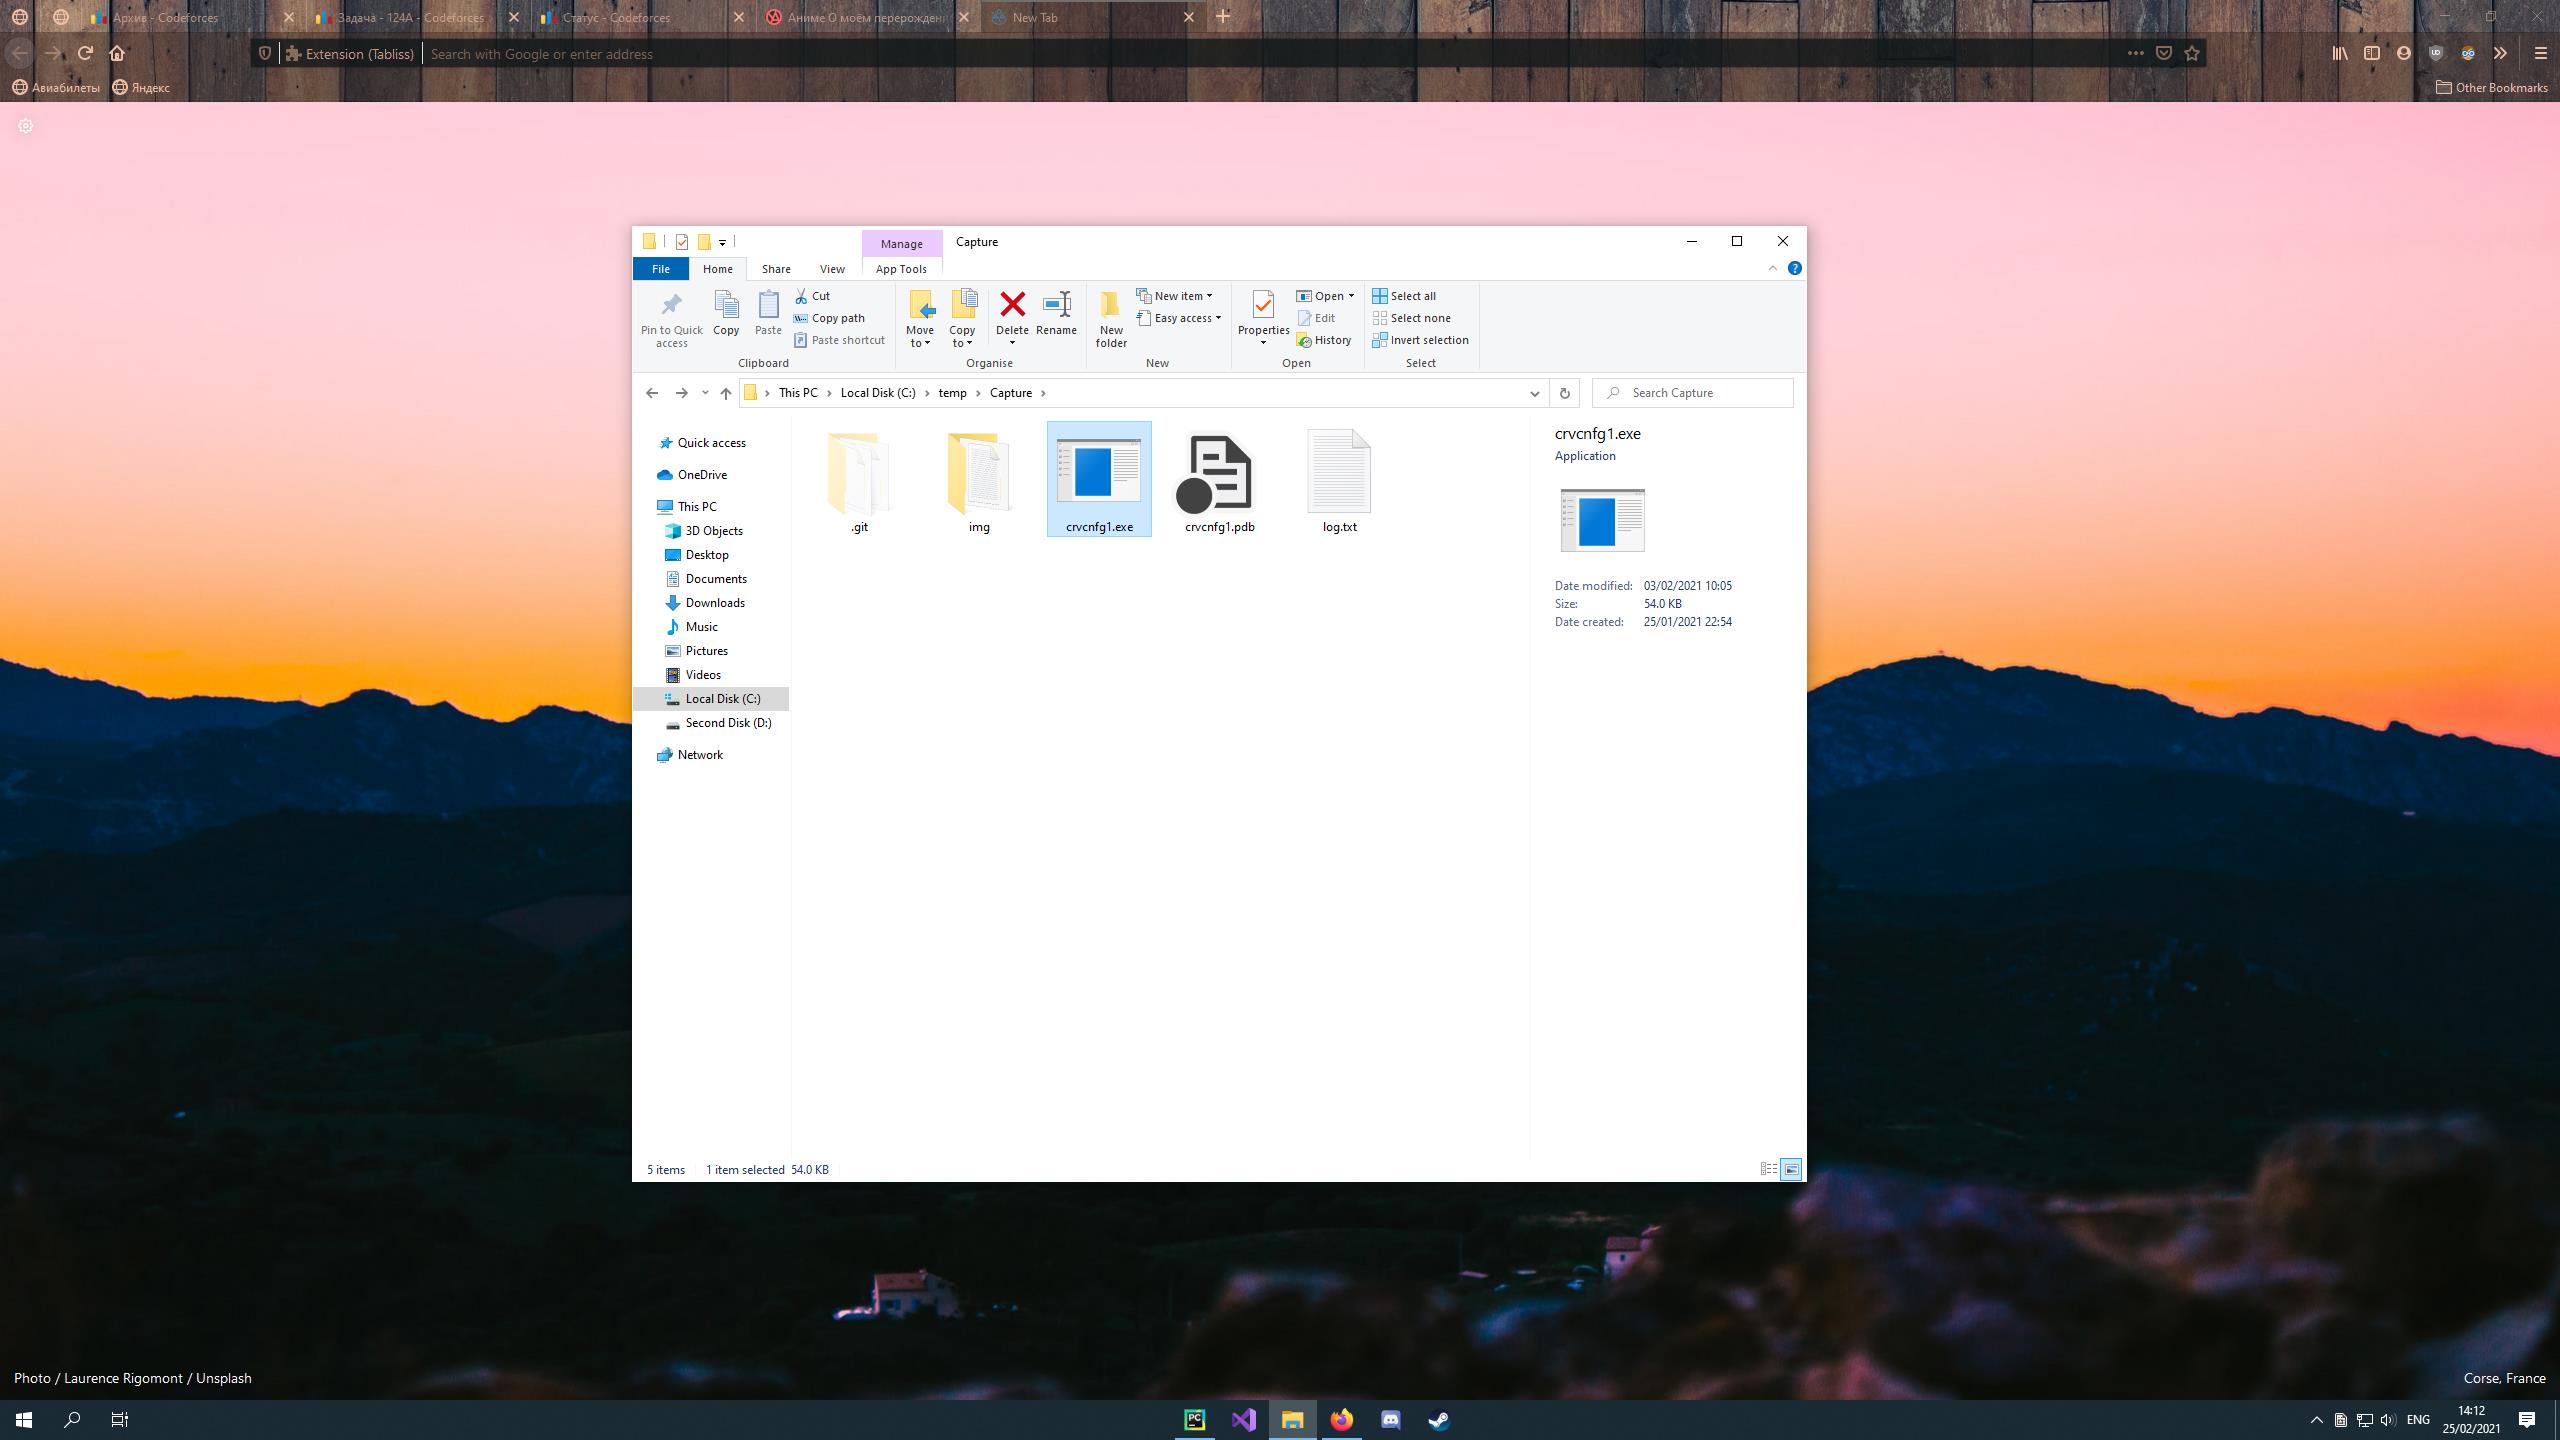 Архив - Codeforces
Задача - 124A - Codeforces
Статус - Codeforces
Аниме О моём перерожден
New Tab
Extension (Tabliss)
Search with Google or enter address
Авиабилеты
Яндекс
Other Bookmarks
Manage
Capture
File
Home
Share
View
App Tools
Pin to Quick access
Copy
Paste
Cut
Copy path
Paste shortcut
Clipboard
Move to
Copy to
Delete
Rename
Organise
New folder
New item
Easy access
New
Properties
Open
Edit
History
Open
Select all
Select none
Invert selection
Select
This PC
Local Disk (C:)
temp
Capture
Search Capture
Quick access
OneDrive
This PC
3D Objects
Desktop
Documents
Downloads
Music
Pictures
Videos
Local Disk (C:)
Second Disk (D:)
Network
.git
img
crvcnfg1.exe
crvcnfg1.pdb
log.txt
crvcnfg1.exe
Application
Date modified: 03/02/2021 10:05
Size: 54.0 KB
Date created: 25/01/2021 22:54
5 items
1 item selected 54.0 KB
Photo / Laurence Rigomont / Unsplash
Corse, France
PC
ENG
14:12
25/02/2021